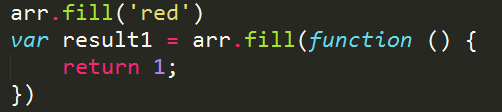 arr.fill('red')
var result1 = arr.fill(function () {
    return 1;
})